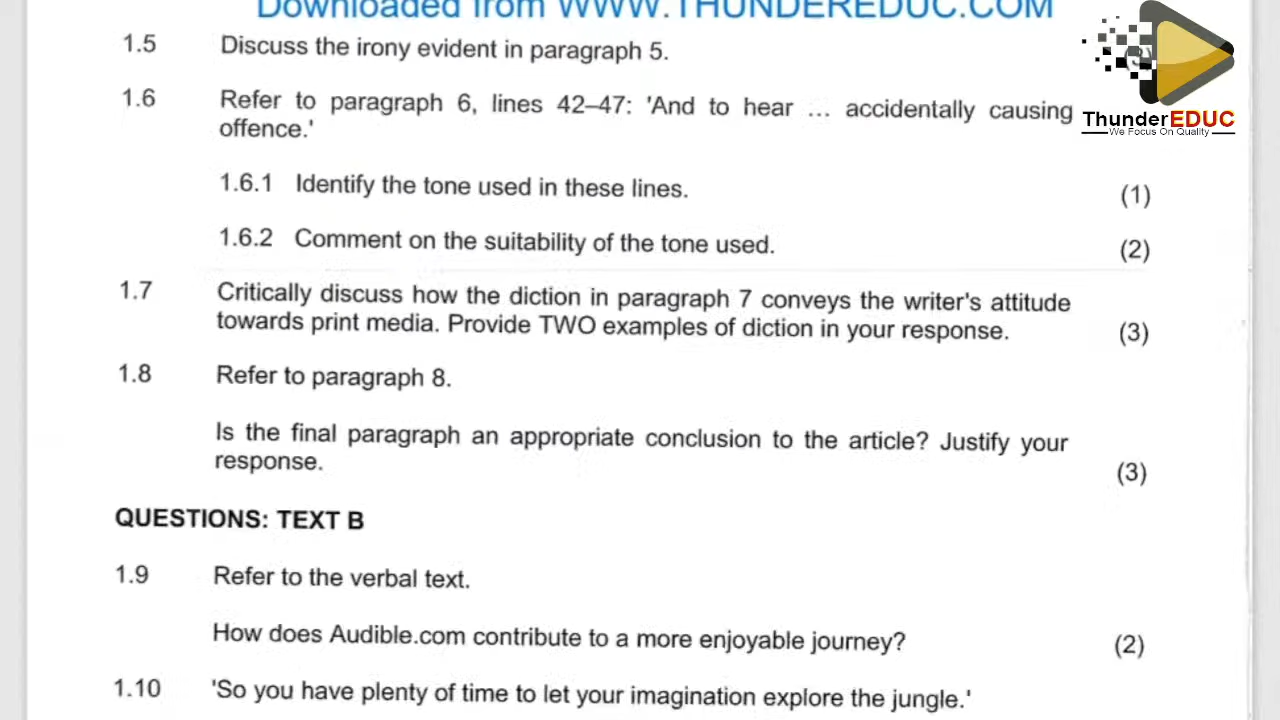 Downloaded from WWW.THUNDEREDUC.COM
1.5 Discuss the irony evident in paragraph 5. (3)
1.6 Refer to paragraph 6, lines 42–47: 'And to hear … accidentally causing
offence.'
ThunderEDUC
We Focus On Quality
1.6.1 Identify the tone used in these lines. (1)
1.6.2 Comment on the suitability of the tone used. (2)
1.7 Critically discuss how the diction in paragraph 7 conveys the writer's attitude
towards print media. Provide TWO examples of diction in your response. (3)
1.8 Refer to paragraph 8.
Is the final paragraph an appropriate conclusion to the article? Justify your
response. (3)
QUESTIONS: TEXT B
1.9 Refer to the verbal text.
How does Audible.com contribute to a more enjoyable journey? (2)
1.10 'So you have plenty of time to let your imagination explore the jungle.'